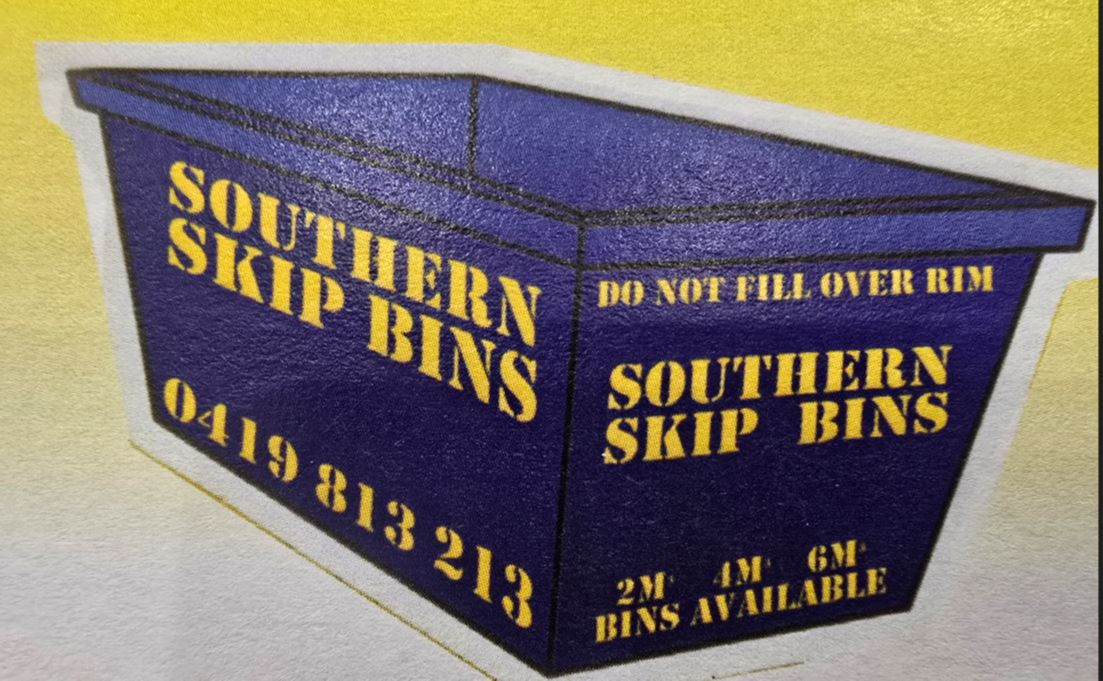 SOUTHERN
SKIP BINS
0419 813 213
DO NOT FILL OVER RIM
SOUTHERN
SKIP BINS
2M³ 4M³ 6M³
BINS AVAILABLE